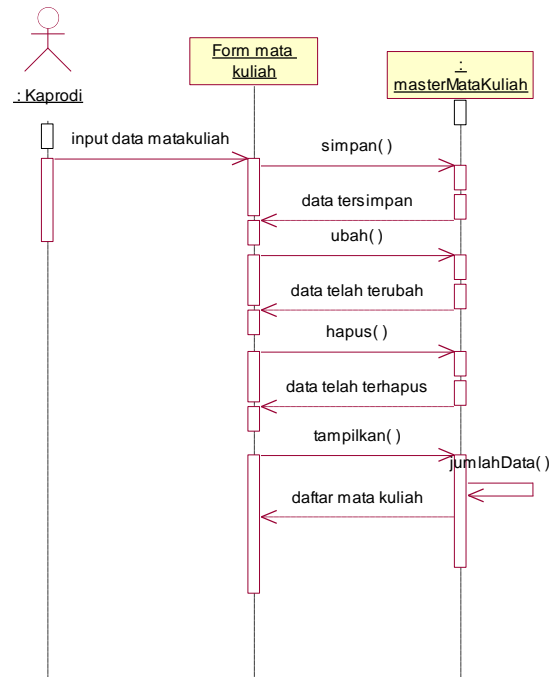 Form mata
kuliah
:
masterMataKuliah
: Kaprodi
input data matakuliah
simpan( )
data tersimpan
ubah( )
data telah terubah
hapus( )
data telah terhapus
tampilkan( )
jumlahData( )
daftar mata kuliah